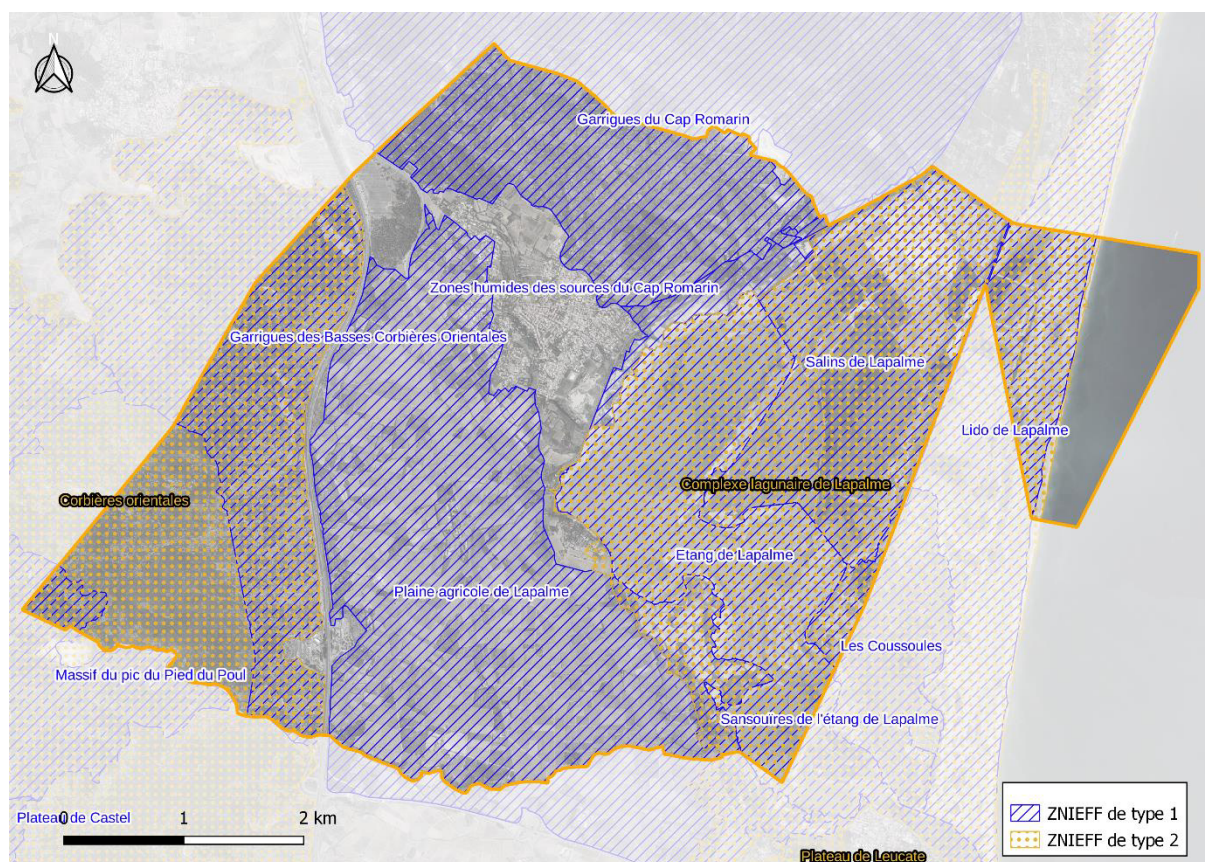 N
Garrigues du Cap Romarin
Zones humides des sources du Cap Romarin
Garrigues des Basses Corbières Orientales
Salins de Lapalme
Lido de Lapalme
Corbières orientales
Complexe lagunaire de Lapalme
Etang de Lapalme
Plaine agricole de Lapalme
Les Coussoules
Massif du pic du Pied du Poul
Sansouïres de l'étang de Lapalme
Plateau de Castel
0 1 2 km
ZNIEFF de type 1
ZNIEFF de type 2
Plateau de Leucate